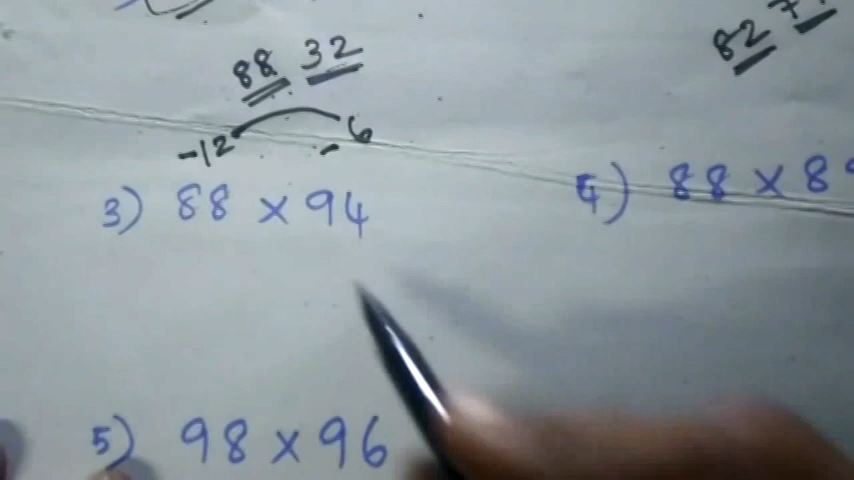 88 32
82
-12 -6
3) 88 x 94
4) 88 x 8
5) 98 x 96